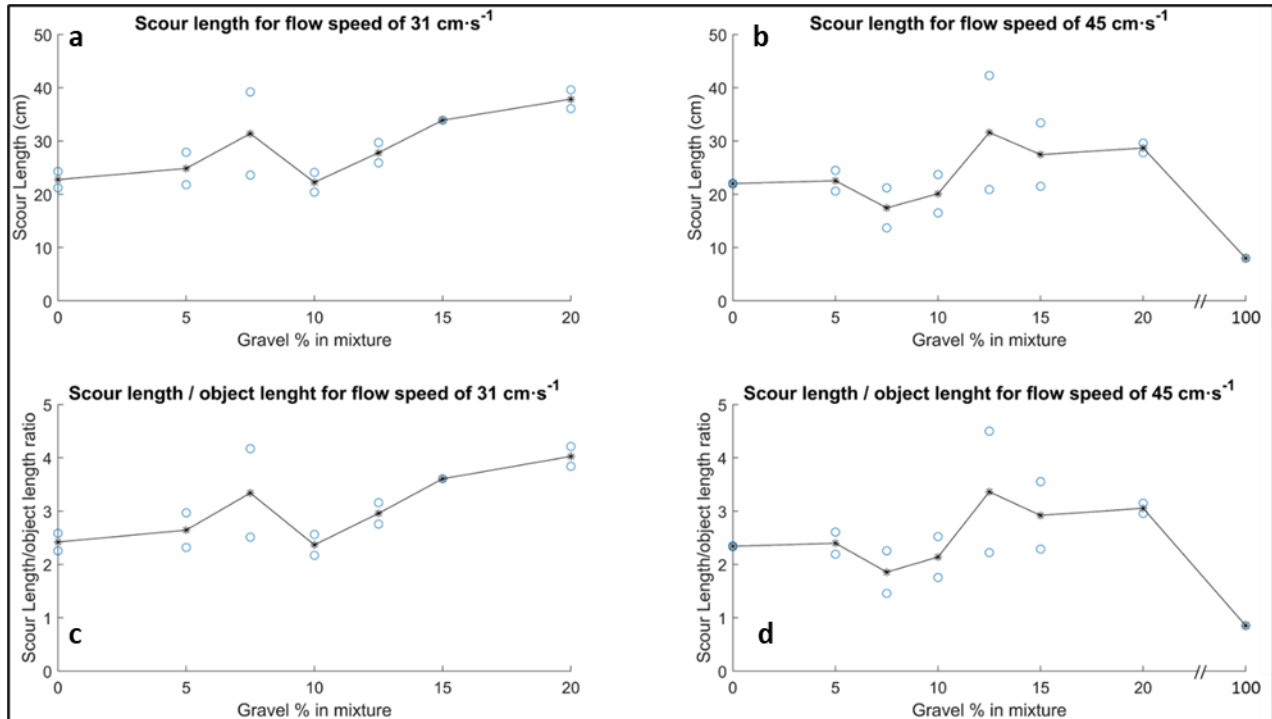 a
Scour length for flow speed of 31 cm·s⁻¹
Scour Length (cm)
50
40
30
20
10
0
0 5 10 15 20
Gravel % in mixture
b
Scour length for flow speed of 45 cm·s⁻¹
Scour Length (cm)
50
40
30
20
10
0
0 5 10 15 20 // 100
Gravel % in mixture
Scour length / object lenght for flow speed of 31 cm·s⁻¹
Scour Length/object length ratio
5
4
3
2
1
0
c
0 5 10 15 20
Gravel % in mixture
Scour length / object lenght for flow speed of 45 cm·s⁻¹
Scour Length/object length ratio
5
4
3
2
1
0
d
0 5 10 15 20 // 100
Gravel % in mixture